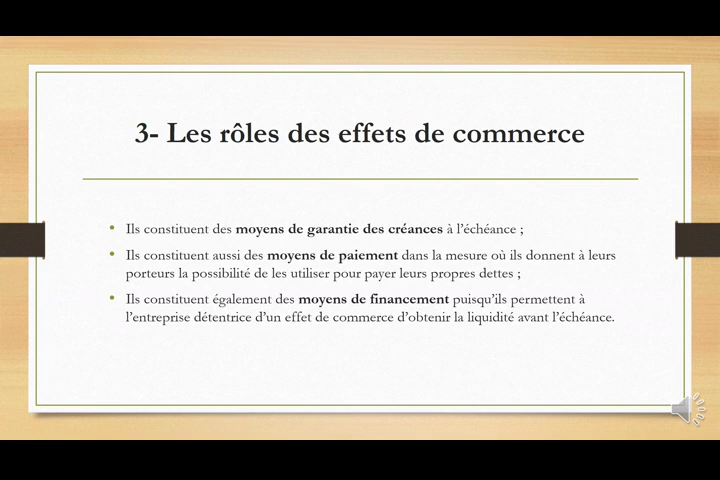 3- Les rôles des effets de commerce
• Ils constituent des moyens de garantie des créances à l’échéance ;
• Ils constituent aussi des moyens de paiement dans la mesure où ils donnent à leurs
porteurs la possibilité de les utiliser pour payer leurs propres dettes ;
• Ils constituent également des moyens de financement puisqu’ils permettent à
l’entreprise détentrice d’un effet de commerce d’obtenir la liquidité avant l’échéance.